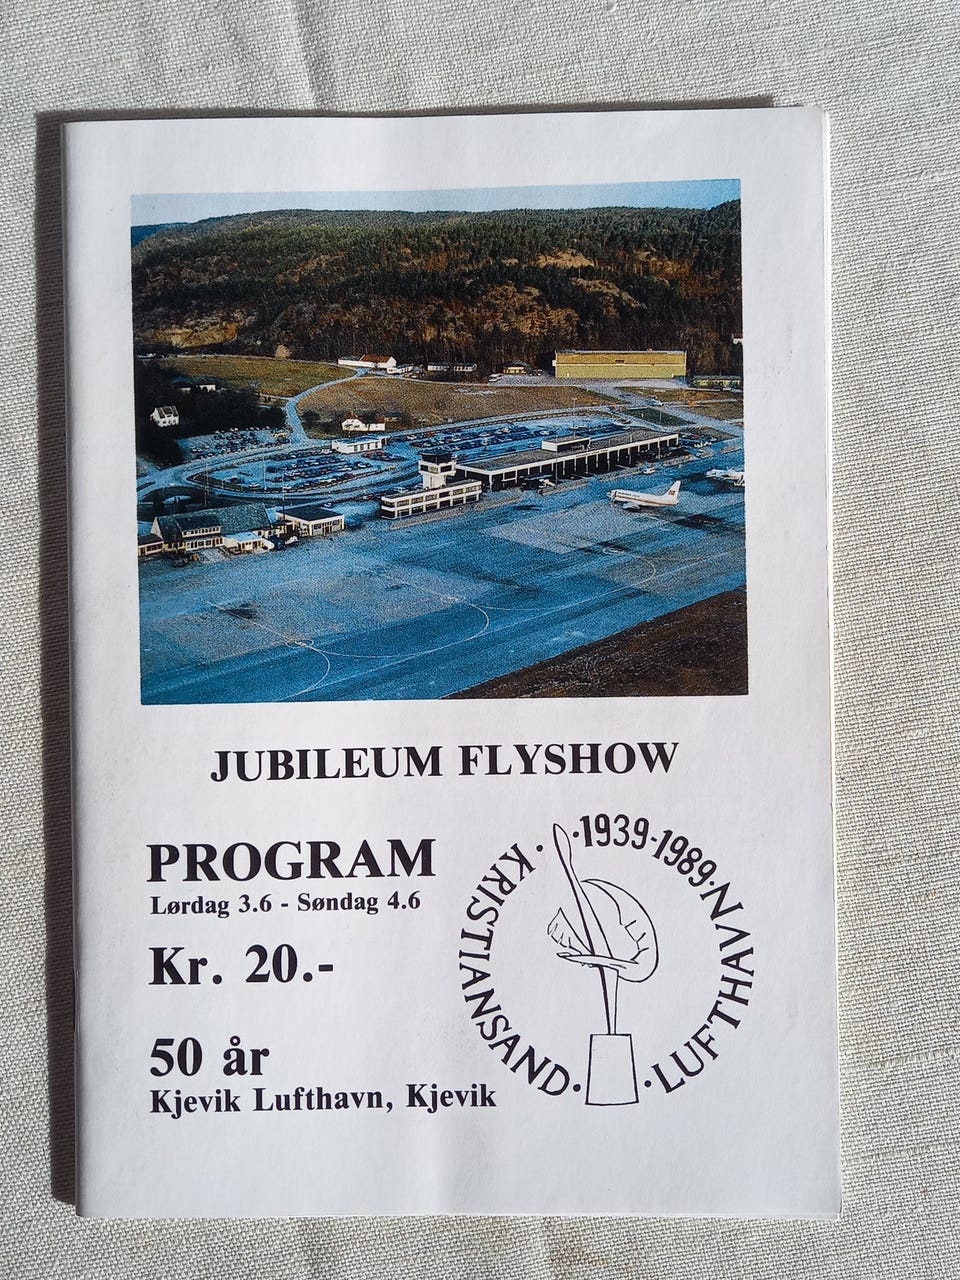 JUBILEUM FLYSHOW
PROGRAM
Lørdag 3.6 - Søndag 4.6
Kr. 20.-
50 år
Kjevik Lufthavn, Kjevik
· KRISTIANSAND ·
· 1939-1989 ·
LUFTHAVN ·